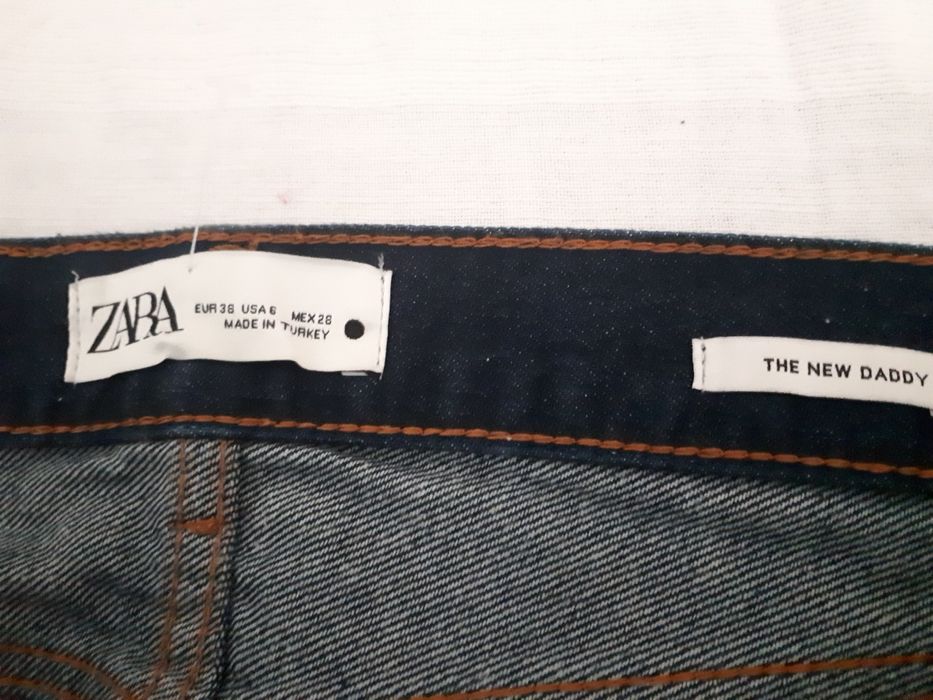 ZARA
EUR 38 USA 6 MEX 28
MADE IN TURKEY
THE NEW DADDY